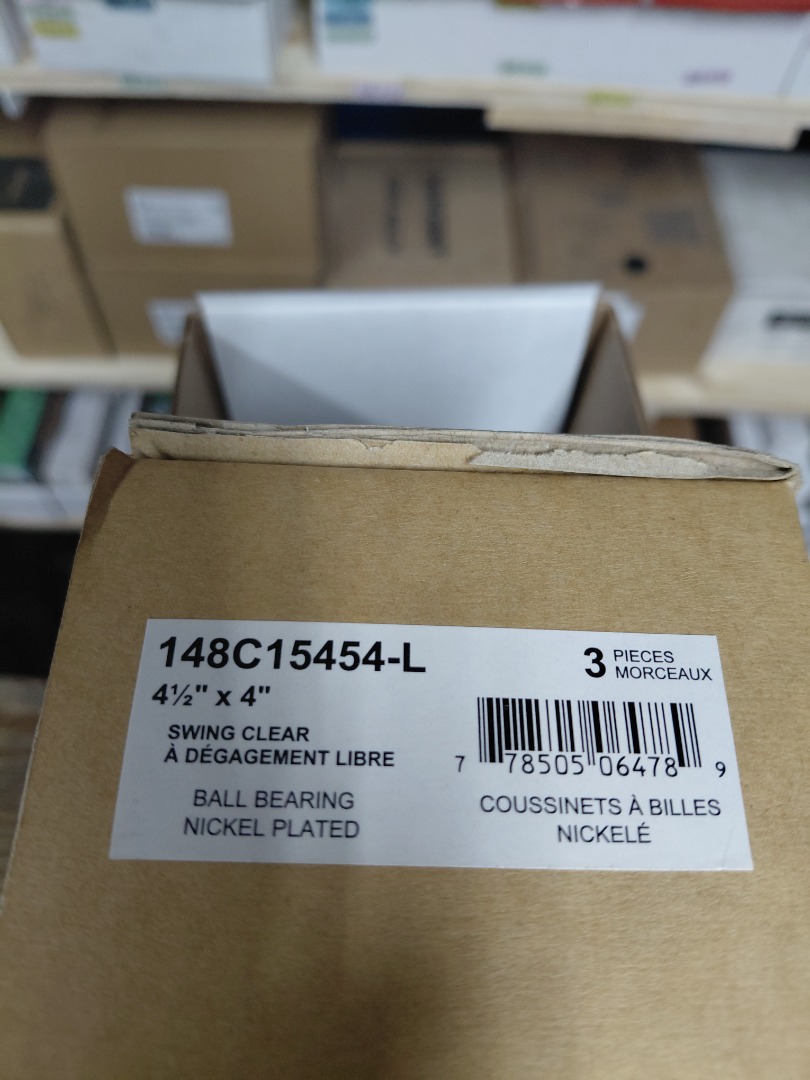 148C15454-L
4½" x 4"
SWING CLEAR
À DÉGAGEMENT LIBRE
BALL BEARING
NICKEL PLATED
3 PIECES
MORCEAUX
7 78505 06478 9
COUSSINETS À BILLES
NICKELÉ